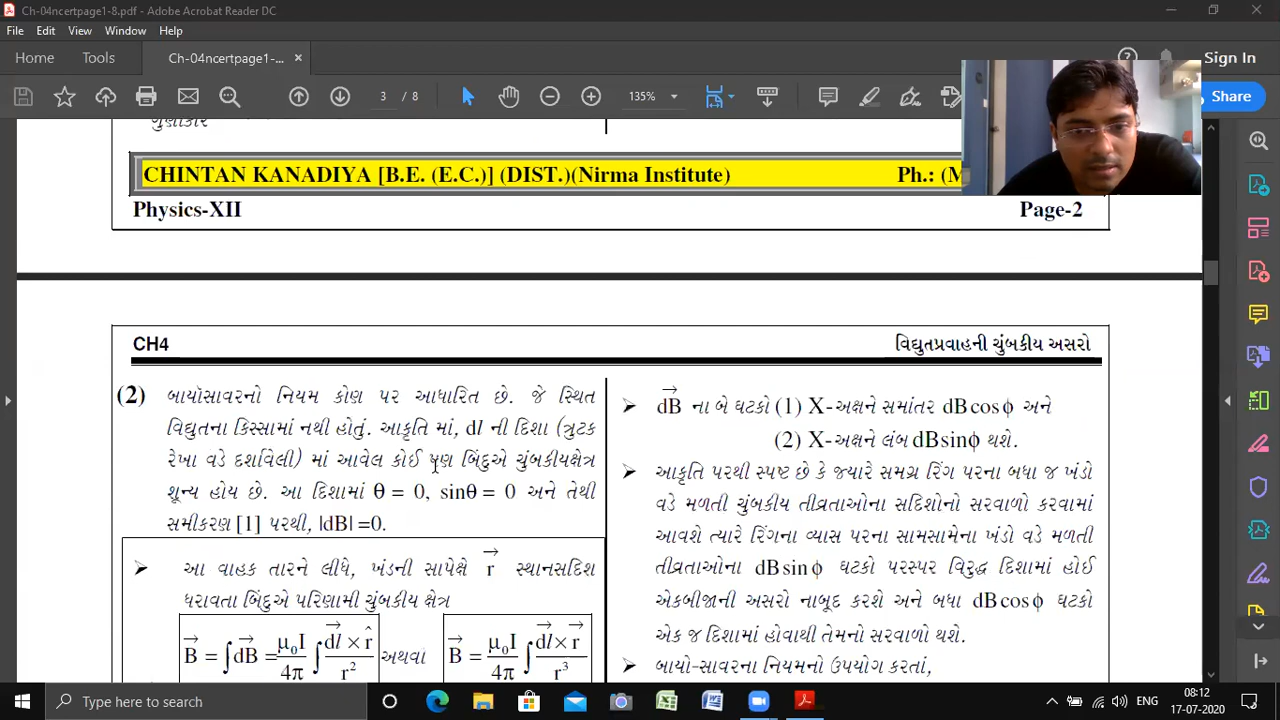 Ch-04ncertpage1-8.pdf - Adobe Acrobat Reader DC
File Edit View Window Help
Home Tools Ch-04ncertpage1-... × Sign In
3 / 8 135% Share
ગુણાકાર
CHINTAN KANADIYA [B.E. (E.C.)] (DIST.)(Nirma Institute) Ph.: (M
Physics-XII Page-2
CH4 વિદ્યુતપ્રવાહની ચુંબકીય અસરો
(2) બાયૉસાવરનો નિયમ કોણ પર આધારિત છે. જે સ્થિત
વિદ્યુતના કિસ્સામાં નથી હોતું. આકૃતિ માં, dl ની દિશા (ત્રુટક
રેખા વડે દર્શાવેલી) માં આવેલ કોઈ પણ બિંદુએ ચુંબકીયક્ષેત્ર
શૂન્ય હોય છે. આ દિશામાં θ = 0, sinθ = 0 અને તેથી
સમીકરણ [1] પરથી, |dB| =0.
➢ આ વાહક તારને લીધે, ખંડની સાપેક્ષે r⃗ સ્થાનસદિશ
ધરાવતા બિંદુએ પરિણામી ચુંબકીય ક્ષેત્ર
B⃗ = ∫dB⃗ = μ₀I/4π ∫ dl⃗ × r̂ / r² અથવા B⃗ = μ₀I/4π ∫ dl⃗ × r⃗ / r³
➢ dB⃗ ના બે ઘટકો (1) X-અક્ષને સમાંતર dBcosϕ અને
(2) X-અક્ષને લંબ dBsinϕ થશે.
➢ આકૃતિ પરથી સ્પષ્ટ છે કે જ્યારે સમગ્ર રિંગ પરના બધા જ ખંડો
વડે મળતી ચુંબકીય તીવ્રતાઓના સદિશોનો સરવાળો કરવામાં
આવશે ત્યારે રિંગના વ્યાસ પરના સામસામેના ખંડો વડે મળતી
તીવ્રતાઓના dBsinϕ ઘટકો પરસ્પર વિરુદ્ધ દિશામાં હોઈ
એકબીજાની અસરો નાબૂદ કરશે અને બધા dBcosϕ ઘટકો
એક જ દિશામાં હોવાથી તેમનો સરવાળો થશે.
➢ બાયો-સાવરના નિયમનો ઉપયોગ કરતાં,
Type here to search ENG 08:12
17-07-2020